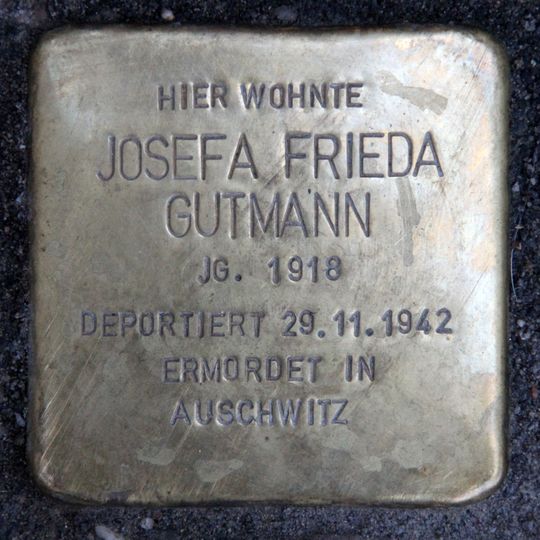 HIER WOHNTE
JOSEFA FRIEDA
GUTMANN
JG. 1918
DEPORTIERT 29.11.1942
ERMORDET IN
AUSCHWITZ